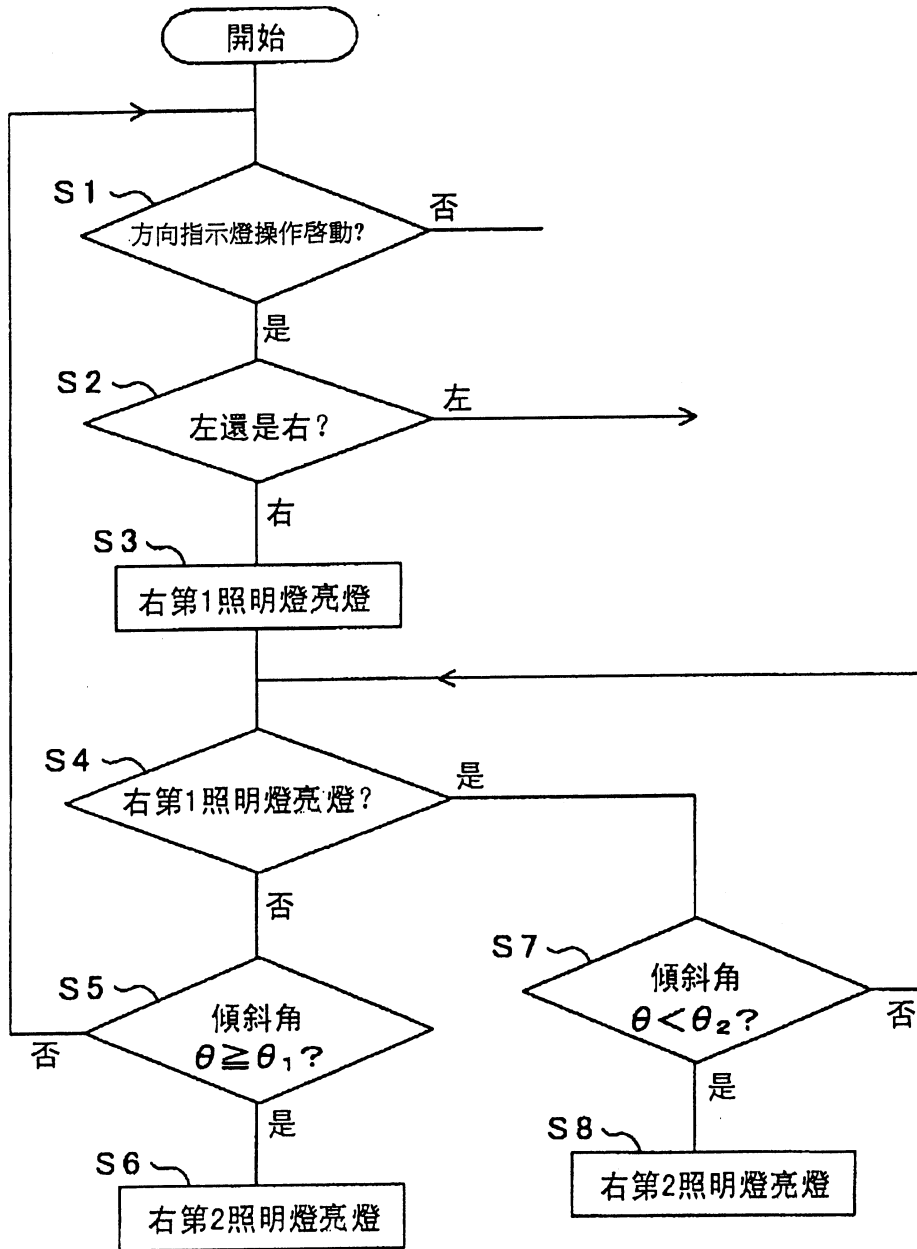 開始
S1
方向指示燈操作啓動?
否
是
S2
左還是右?
左
右
S3
右第1照明燈亮燈
S4
右第1照明燈亮燈?
是
否
S5
傾斜角
θ≧θ₁?
否
是
S6
右第2照明燈亮燈
S7
傾斜角
θ<θ₂?
否
是
S8
右第2照明燈亮燈